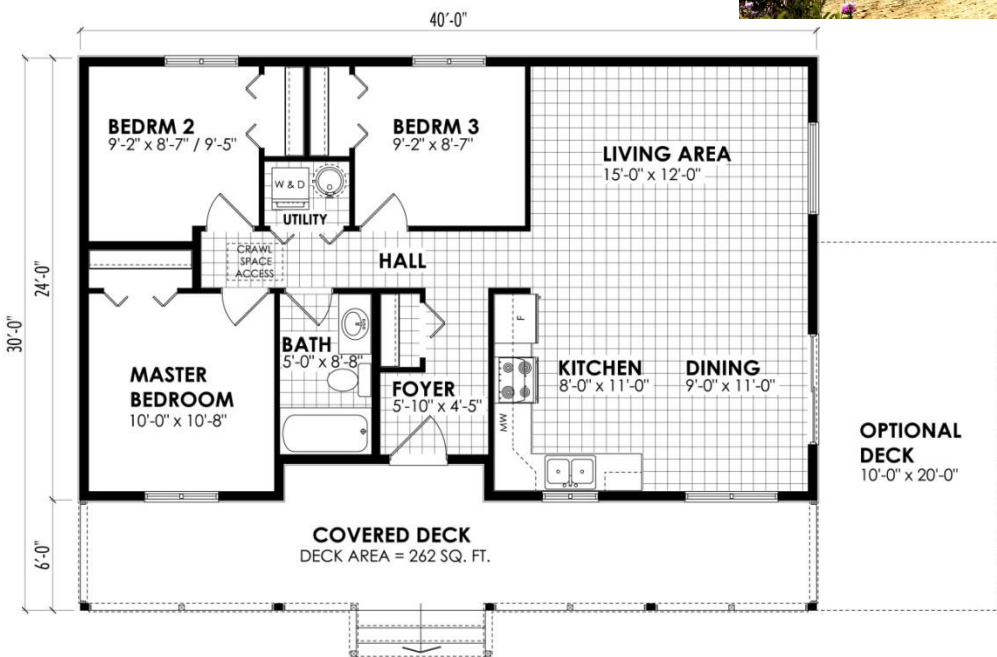 40'-0"
BEDRM 2
9'-2" x 8'-7" / 9'-5"
BEDRM 3
9'-2" x 8'-7"
LIVING AREA
15'-0" x 12'-0"
W & D
UTILITY
CRAWL
SPACE
ACCESS
HALL
24'-0"
30'-0"
F
BATH
5'-0" x 8'-8"
MASTER
BEDROOM
10'-0" x 10'-8"
FOYER
5'-10" x 4'-5"
KITCHEN
8'-0" x 11'-0"
DINING
9'-0" x 11'-0"
MW
OPTIONAL
DECK
10'-0" x 20'-0"
COVERED DECK
DECK AREA = 262 SQ. FT.
6'-0"